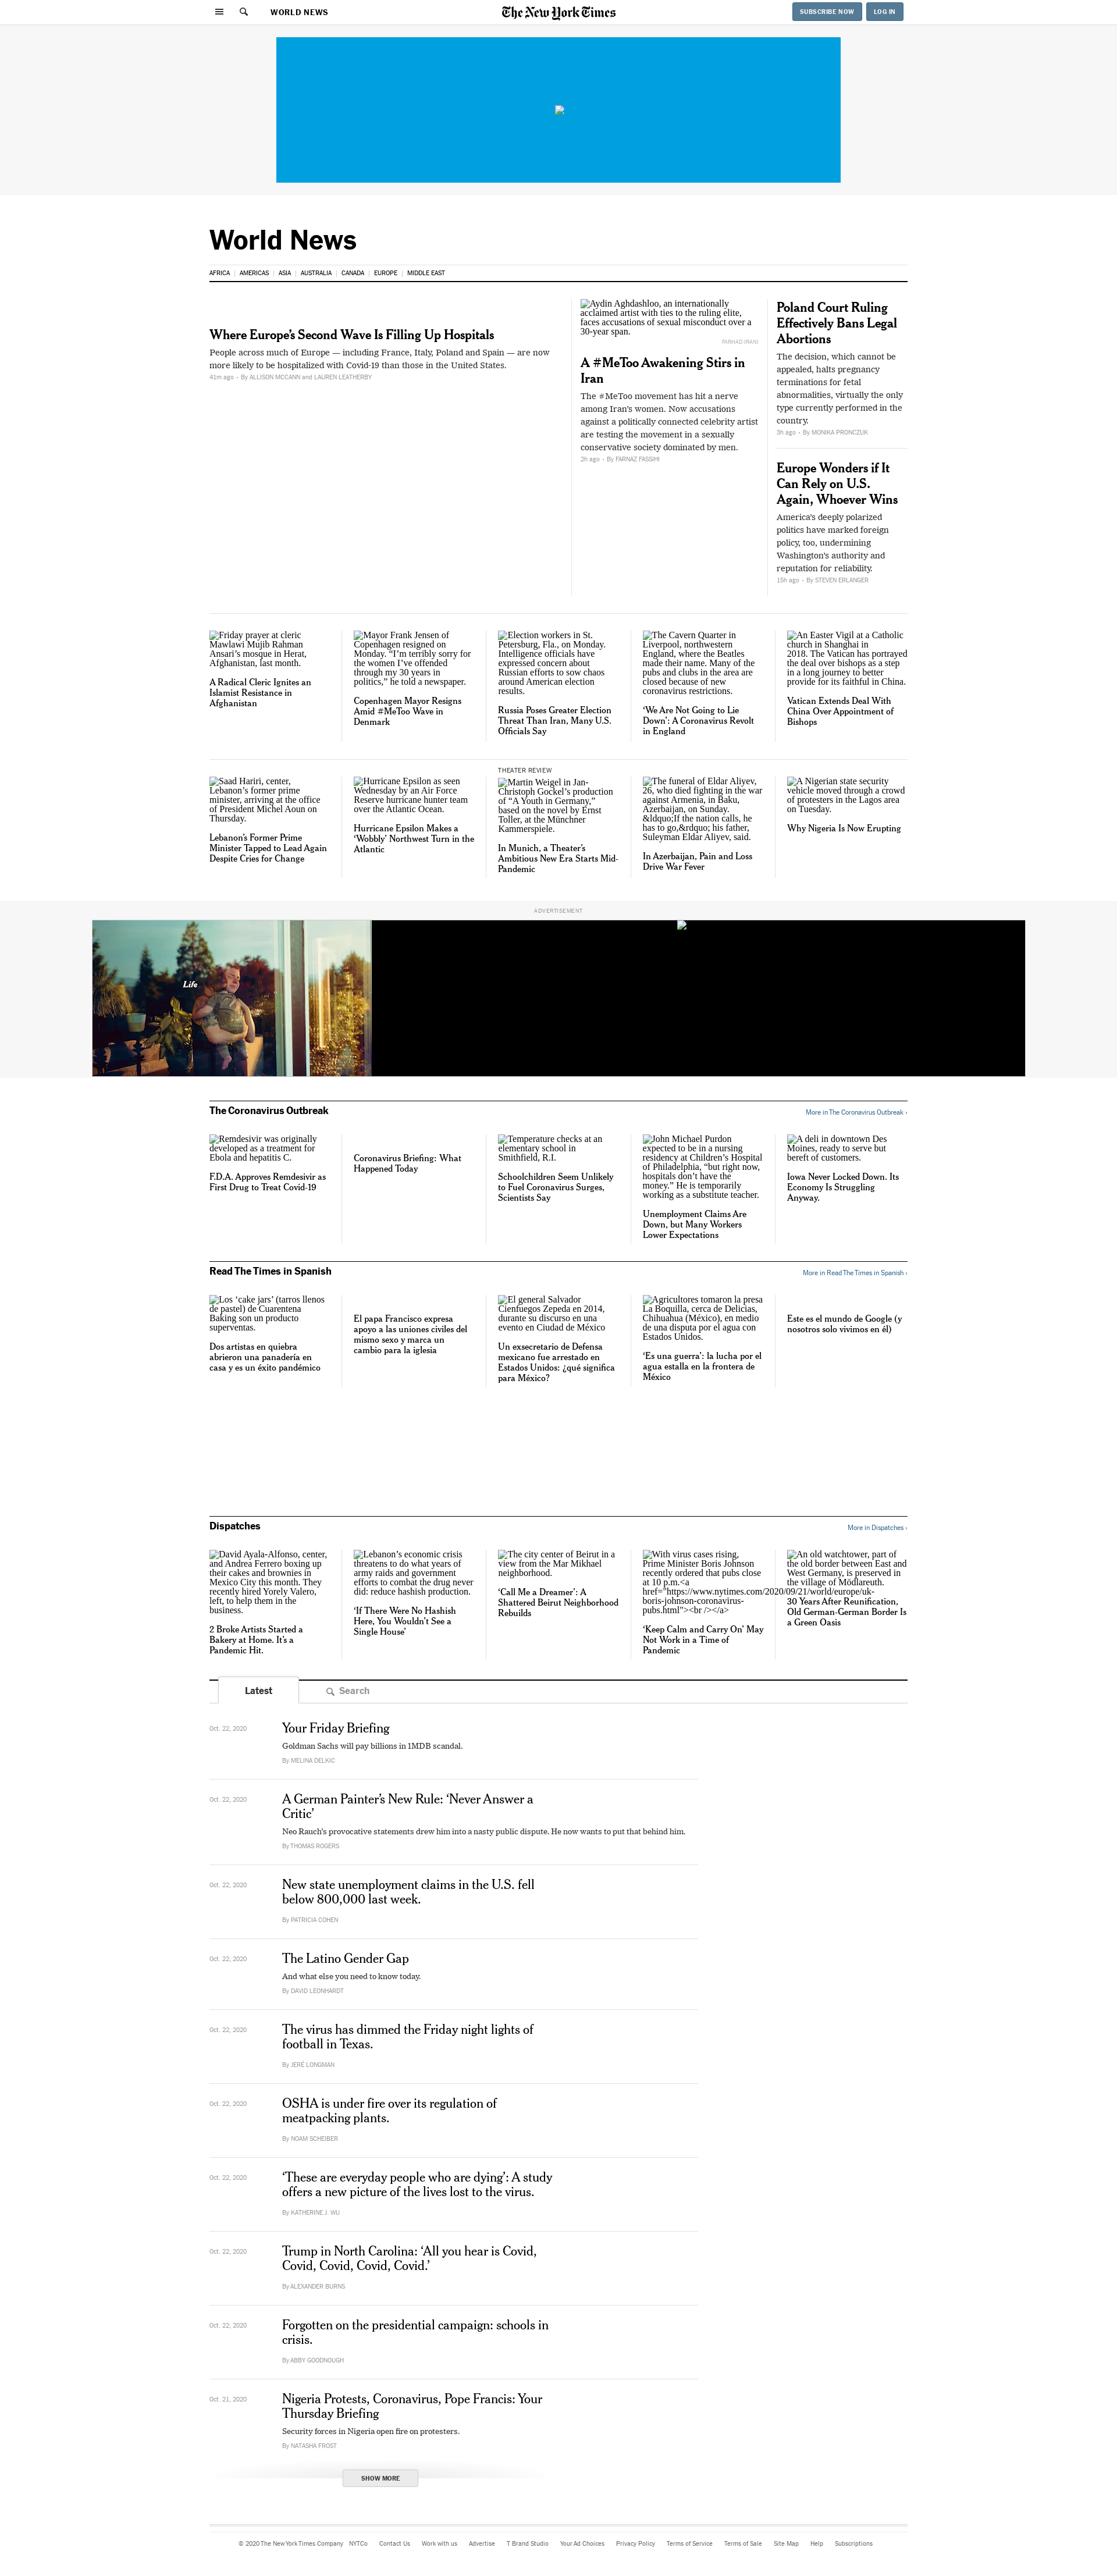 WORLD NEWS
The New York Times
SUBSCRIBE NOW
LOG IN
World News
AFRICA
AMERICAS
ASIA
AUSTRALIA
CANADA
EUROPE
MIDDLE EAST
Where Europe's Second Wave Is Filling Up Hospitals
People across much of Europe — including France, Italy, Poland and Spain — are now
more likely to be hospitalized with Covid-19 than those in the United States.
41m ago - By ALLISON MCCANN and LAUREN LEATHERBY
Aydin Aghdashloo, an internationally
acclaimed artist with ties to the ruling elite,
faces accusations of sexual misconduct over a
30-year span.
FARHAD IRANI
A #MeToo Awakening Stirs in
Iran
The #MeToo movement has hit a nerve
among Iran's women. Now accusations
against a politically connected celebrity artist
are testing the movement in a sexually
conservative society dominated by men.
2h ago - By FARNAZ FASSIHI
Poland Court Ruling
Effectively Bans Legal
Abortions
The decision, which cannot be
appealed, halts pregnancy
terminations for fetal
abnormalities, virtually the only
type currently performed in the
country.
3h ago - By MONIKA PRONCZUK
Europe Wonders if It
Can Rely on U.S.
Again, Whoever Wins
America's deeply polarized
politics have marked foreign
policy, too, undermining
Washington's authority and
reputation for reliability.
15h ago - By STEVEN ERLANGER
Friday prayer at cleric
Mawlawi Mujib Rahman
Ansari's mosque in Herat,
Afghanistan, last month.
A Radical Cleric Ignites an
Islamist Resistance in
Afghanistan
Mayor Frank Jensen of
Copenhagen resigned on
Monday. “I'm terribly sorry for
the women I've offended
through my 30 years in
politics,” he told a newspaper.
Copenhagen Mayor Resigns
Amid #MeToo Wave in
Denmark
Election workers in St.
Petersburg, Fla., on Monday.
Intelligence officials have
expressed concern about
Russian efforts to sow chaos
around American election
results.
Russia Poses Greater Election
Threat Than Iran, Many U.S.
Officials Say
The Cavern Quarter in
Liverpool, northwestern
England, where the Beatles
made their name. Many of the
pubs and clubs in the area are
closed because of new
coronavirus restrictions.
‘We Are Not Going to Lie
Down’: A Coronavirus Revolt
in England
An Easter Vigil at a Catholic
church in Shanghai in
2018. The Vatican has portrayed
the deal over bishops as a step
in a long journey to better
provide for its faithful in China.
Vatican Extends Deal With
China Over Appointment of
Bishops
Saad Hariri, center,
Lebanon's former prime
minister, arriving at the office
of President Michel Aoun on
Thursday.
Lebanon's Former Prime
Minister Tapped to Lead Again
Despite Cries for Change
Hurricane Epsilon as seen
Wednesday by an Air Force
Reserve hurricane hunter team
over the Atlantic Ocean.
Hurricane Epsilon Makes a
‘Wobbly’ Northwest Turn in the
Atlantic
THEATER REVIEW
Martin Weigel in Jan-
Christoph Gockel's production
of “A Youth in Germany,”
based on the novel by Ernst
Toller, at the Münchner
Kammerspiele.
In Munich, a Theater's
Ambitious New Era Starts Mid-
Pandemic
The funeral of Eldar Aliyev,
26, who died fighting in the war
against Armenia, in Baku,
Azerbaijan, on Sunday.
&ldquo;If the nation calls, he
has to go,&rdquo; his father,
Suleyman Eldar Aliyev, said.
In Azerbaijan, Pain and Loss
Drive War Fever
A Nigerian state security
vehicle moved through a crowd
of protesters in the Lagos area
on Tuesday.
Why Nigeria Is Now Erupting
ADVERTISEMENT
Life
The Coronavirus Outbreak
More in The Coronavirus Outbreak ›
Remdesivir was originally
developed as a treatment for
Ebola and hepatitis C.
F.D.A. Approves Remdesivir as
First Drug to Treat Covid-19
Coronavirus Briefing: What
Happened Today
Temperature checks at an
elementary school in
Smithfield, R.I.
Schoolchildren Seem Unlikely
to Fuel Coronavirus Surges,
Scientists Say
John Michael Purdon
expected to be in a nursing
residency at Children's Hospital
of Philadelphia, “but right now,
hospitals don't have the
money.” He is temporarily
working as a substitute teacher.
Unemployment Claims Are
Down, but Many Workers
Lower Expectations
A deli in downtown Des
Moines, ready to serve but
bereft of customers.
Iowa Never Locked Down. Its
Economy Is Struggling
Anyway.
Read The Times in Spanish
More in Read The Times in Spanish ›
Los ‘cake jars’ (tarros llenos
de pastel) de Cuarentena
Baking son un producto
superventas.
Dos artistas en quiebra
abrieron una panadería en
casa y es un éxito pandémico
El papa Francisco expresa
apoyo a las uniones civiles del
mismo sexo y marca un
cambio para la iglesia
El general Salvador
Cienfuegos Zepeda en 2014,
durante su discurso en una
evento en Ciudad de México
Un exsecretario de Defensa
mexicano fue arrestado en
Estados Unidos: ¿qué significa
para México?
Agricultores tomaron la presa
La Boquilla, cerca de Delicias,
Chihuahua (México), en medio
de una disputa por el agua con
Estados Unidos.
‘Es una guerra’: la lucha por el
agua estalla en la frontera de
México
Este es el mundo de Google (y
nosotros solo vivimos en él)
Dispatches
More in Dispatches ›
David Ayala-Alfonso, center,
and Andrea Ferrero boxing up
their cakes and brownies in
Mexico City this month. They
recently hired Yorely Valero,
left, to help them in the
business.
2 Broke Artists Started a
Bakery at Home. It's a
Pandemic Hit.
Lebanon's economic crisis
threatens to do what years of
army raids and government
efforts to combat the drug never
did: reduce hashish production.
‘If There Were No Hashish
Here, You Wouldn't See a
Single House’
The city center of Beirut in a
view from the Mar Mikhael
neighborhood.
‘Call Me a Dreamer’: A
Shattered Beirut Neighborhood
Rebuilds
With virus cases rising,
Prime Minister Boris Johnson
recently ordered that pubs close
at 10 p.m.<a
href="https://www.nytimes.com/2020/09/21/world/europe/uk-
boris-johnson-coronavirus-
pubs.html"><br /></a>
‘Keep Calm and Carry On’ May
Not Work in a Time of
Pandemic
An old watchtower, part of
the old border between East and
West Germany, is preserved in
the village of Mödlareuth.
30 Years After Reunification,
Old German-German Border Is
a Green Oasis
Latest
Search
Oct. 22, 2020
Your Friday Briefing
Goldman Sachs will pay billions in 1MDB scandal.
By MELINA DELKIC
Oct. 22, 2020
A German Painter's New Rule: ‘Never Answer a
Critic’
Neo Rauch's provocative statements drew him into a nasty public dispute. He now wants to put that behind him.
By THOMAS ROGERS
Oct. 22, 2020
New state unemployment claims in the U.S. fell
below 800,000 last week.
By PATRICIA COHEN
Oct. 22, 2020
The Latino Gender Gap
And what else you need to know today.
By DAVID LEONHARDT
Oct. 22, 2020
The virus has dimmed the Friday night lights of
football in Texas.
By JERÉ LONGMAN
Oct. 22, 2020
OSHA is under fire over its regulation of
meatpacking plants.
By NOAM SCHEIBER
Oct. 22, 2020
‘These are everyday people who are dying’: A study
offers a new picture of the lives lost to the virus.
By KATHERINE J. WU
Oct. 22, 2020
Trump in North Carolina: ‘All you hear is Covid,
Covid, Covid, Covid, Covid.’
By ALEXANDER BURNS
Oct. 22, 2020
Forgotten on the presidential campaign: schools in
crisis.
By ABBY GOODNOUGH
Oct. 21, 2020
Nigeria Protests, Coronavirus, Pope Francis: Your
Thursday Briefing
Security forces in Nigeria open fire on protesters.
By NATASHA FROST
SHOW MORE
© 2020 The New York Times Company
NYTCo
Contact Us
Work with us
Advertise
T Brand Studio
Your Ad Choices
Privacy Policy
Terms of Service
Terms of Sale
Site Map
Help
Subscriptions